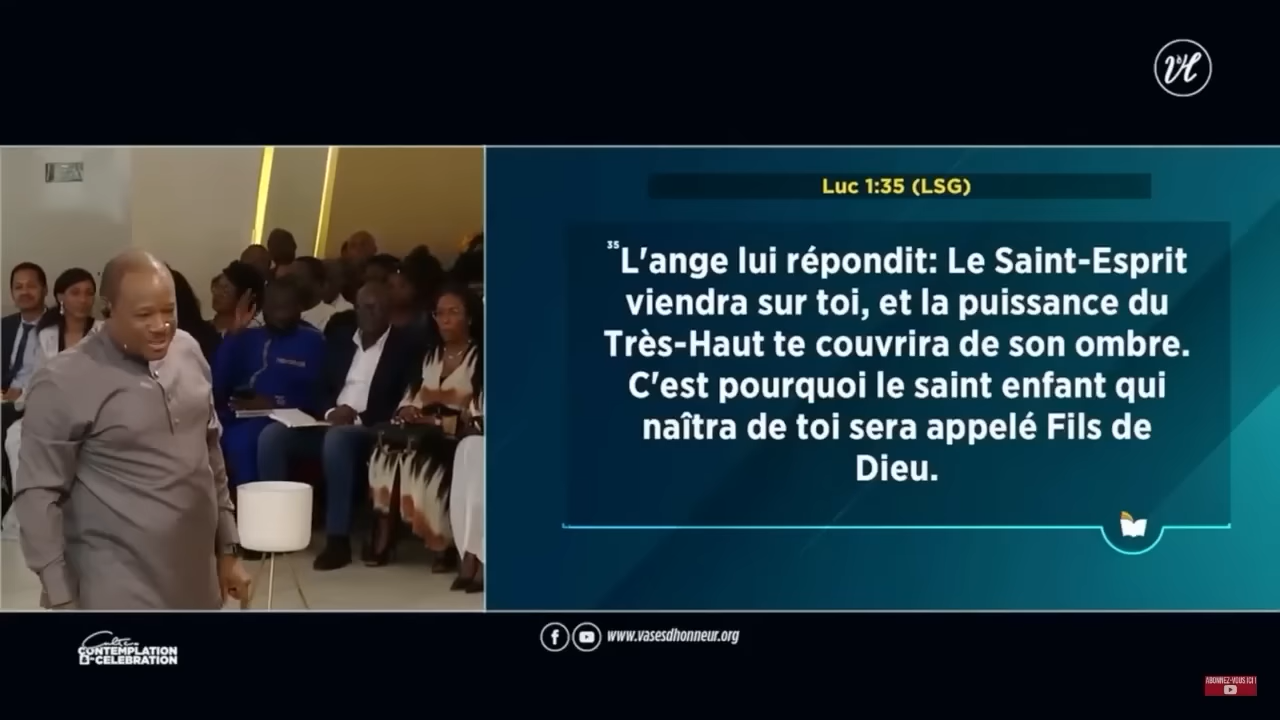 VH
Luc 1:35 (LSG)
35 L'ange lui répondit: Le Saint-Esprit
viendra sur toi, et la puissance du
Très-Haut te couvrira de son ombre.
C'est pourquoi le saint enfant qui
naîtra de toi sera appelé Fils de
Dieu.
Culte
CONTEMPLATION
& CELEBRATION
www.vasesdhonneur.org
ABONNEZ-VOUS ICI !